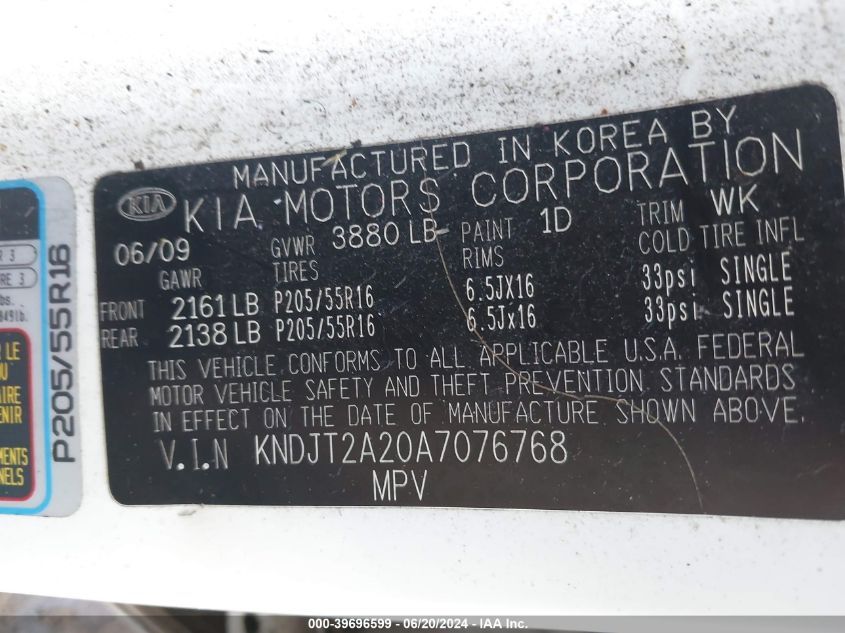 MANUFACTURED IN KOREA BY
KIA KIA MOTORS CORPORATION
06/09 GVWR 3880 LB PAINT 1D TRIM WK
GAWR TIRES RIMS COLD TIRE INFL
FRONT 2161 LB P205/55R16 6.5JX16 33psi SINGLE
REAR 2138 LB P205/55R16 6.5Jx16 33psi SINGLE
THIS VEHICLE CONFORMS TO ALL APPLICABLE U.S.A. FEDERAL
MOTOR VEHICLE SAFETY AND THEFT PREVENTION STANDARDS
IN EFFECT ON THE DATE OF MANUFACTURE SHOWN ABOVE.
V.I.N KNDJT2A20A7076768
MPV
P205/55R16
000-39696599 - 06/20/2024 - IAA Inc.